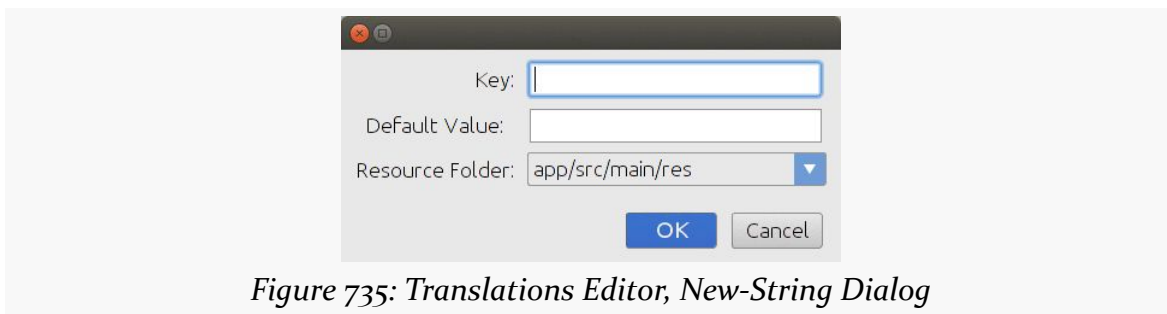 Key:
Default Value:
Resource Folder: app/src/main/res
OK Cancel
Figure 735: Translations Editor, New-String Dialog